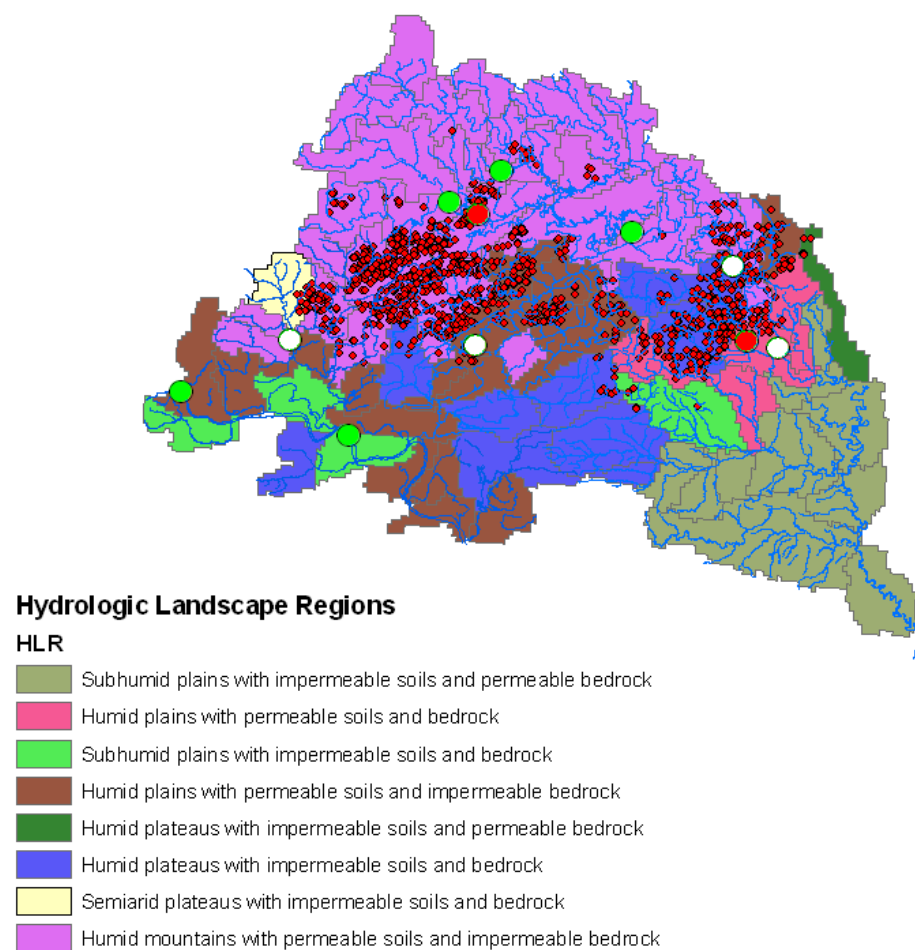 Hydrologic Landscape Regions
HLR
Subhumid plains with impermeable soils and permeable bedrock
Humid plains with permeable soils and bedrock
Subhumid plains with impermeable soils and bedrock
Humid plains with permeable soils and impermeable bedrock
Humid plateaus with impermeable soils and permeable bedrock
Humid plateaus with impermeable soils and bedrock
Semiarid plateaus with impermeable soils and bedrock
Humid mountains with permeable soils and impermeable bedrock